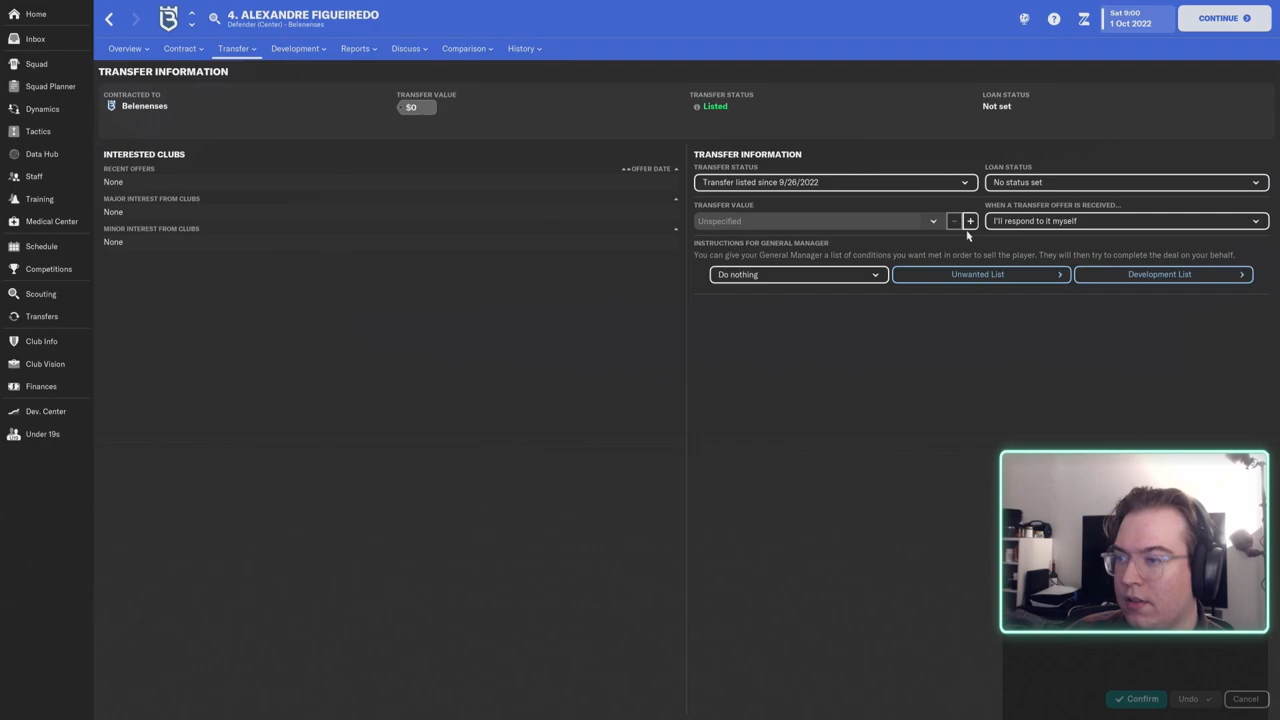 Home
Inbox
Squad
Squad Planner
Dynamics
Tactics
Data Hub
Staff
Training
Medical Center
Schedule
Competitions
Scouting
Transfers
Club Info
Club Vision
Finances
Dev. Center
Under 19s
4. ALEXANDRE FIGUEIREDO
Defender (Center) - Belenenses
Sat 9:00
1 Oct 2022
CONTINUE
Overview
Contract
Transfer
Development
Reports
Discuss
Comparison
History
TRANSFER INFORMATION
CONTRACTED TO
Belenenses
TRANSFER VALUE
$0
TRANSFER STATUS
Listed
LOAN STATUS
Not set
INTERESTED CLUBS
RECENT OFFERS
OFFER DATE
None
MAJOR INTEREST FROM CLUBS
None
MINOR INTEREST FROM CLUBS
None
TRANSFER INFORMATION
TRANSFER STATUS
Transfer listed since 9/26/2022
LOAN STATUS
No status set
TRANSFER VALUE
Unspecified
WHEN A TRANSFER OFFER IS RECEIVED...
I'll respond to it myself
INSTRUCTIONS FOR GENERAL MANAGER
You can give your General Manager a list of conditions you want met in order to sell the player. They will then try to complete the deal on your behalf.
Do nothing
Unwanted List
Development List
Confirm
Undo
Cancel